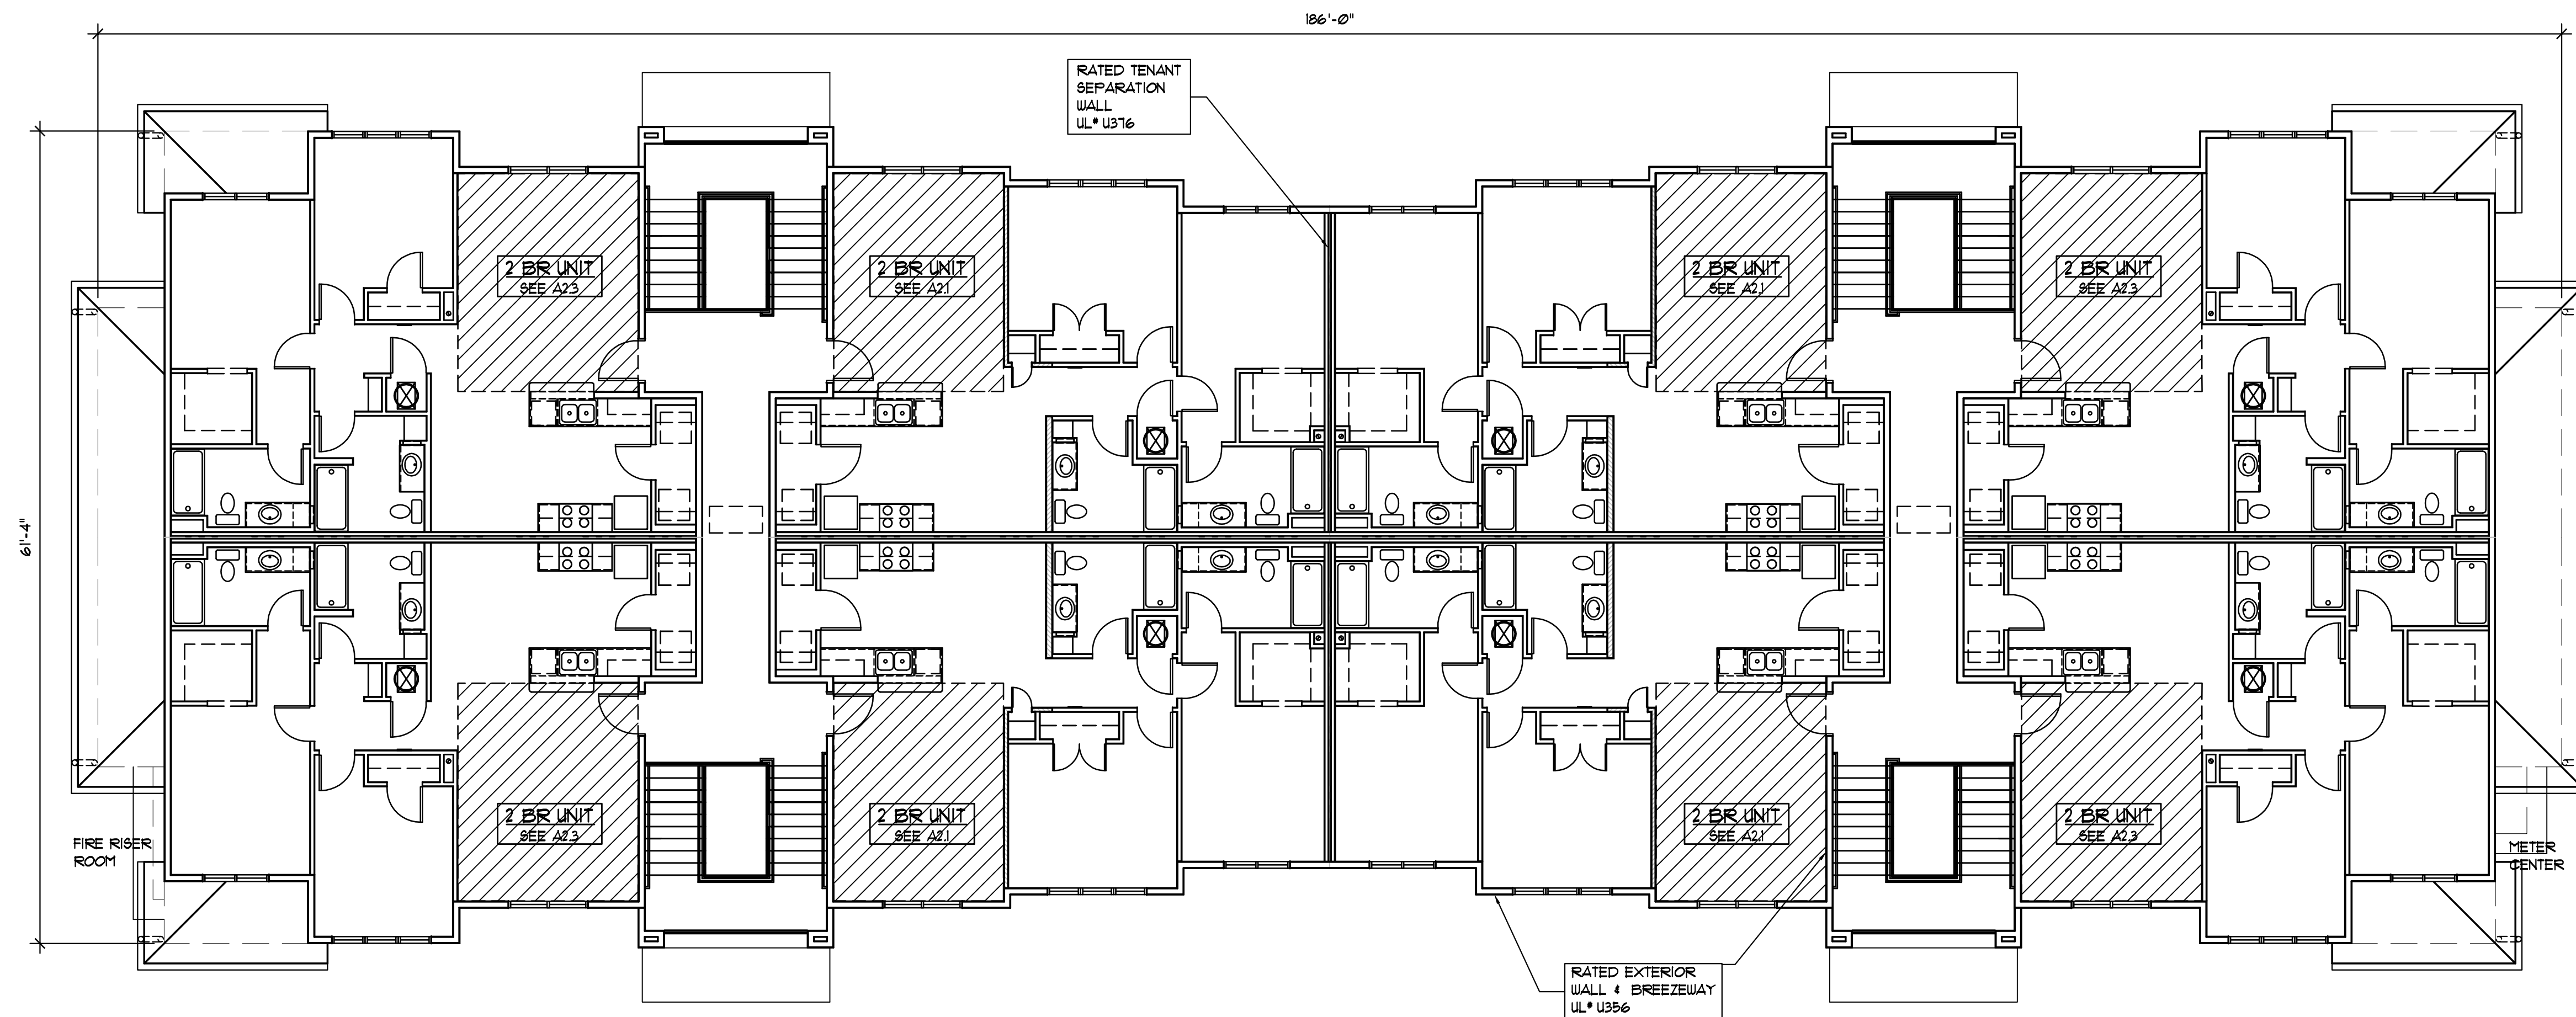 186'-0"
RATED TENANT
SEPARATION
WALL
UL# U376
2 BR UNIT
SEE A2.3
2 BR UNIT
SEE A2.1
2 BR UNIT
SEE A2.1
2 BR UNIT
SEE A2.3
61'-4"
2 BR UNIT
SEE A2.3
2 BR UNIT
SEE A2.1
2 BR UNIT
SEE A2.1
2 BR UNIT
SEE A2.3
FIRE RISER
ROOM
METER
CENTER
RATED EXTERIOR
WALL & BREEZEWAY
UL# U356